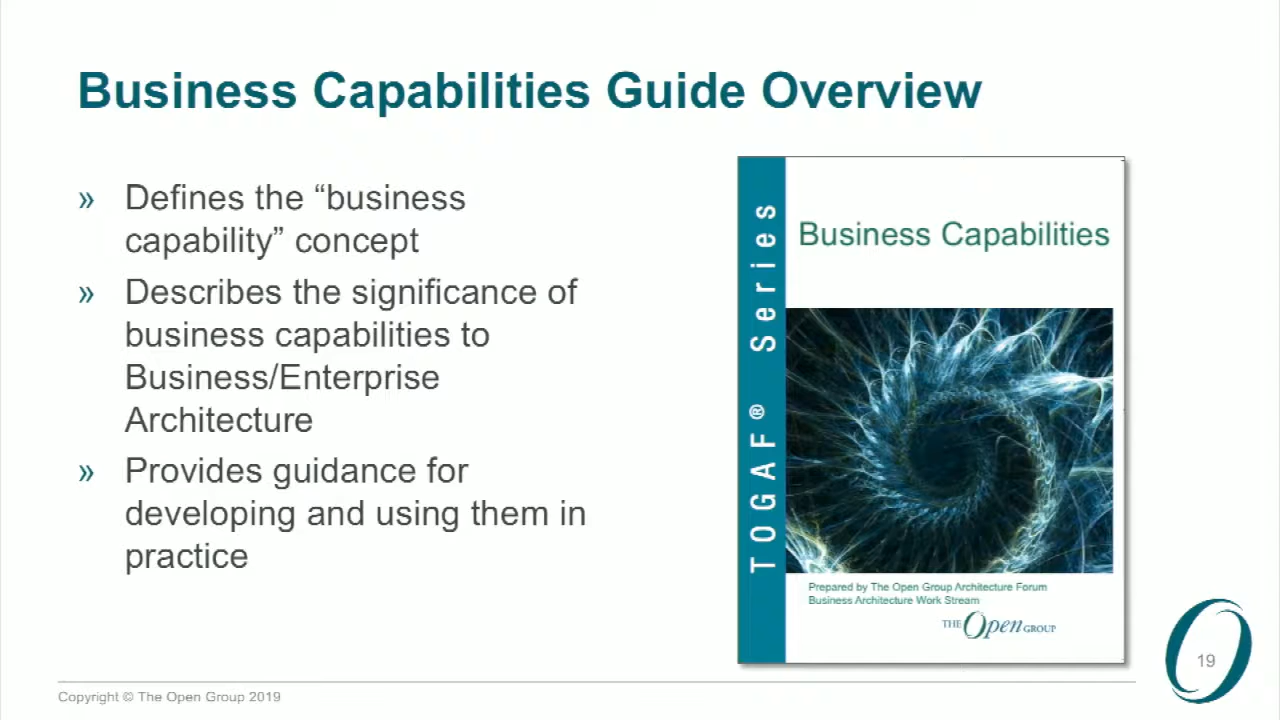 Business Capabilities Guide Overview
» Defines the “business
capability” concept
» Describes the significance of
business capabilities to
Business/Enterprise
Architecture
» Provides guidance for
developing and using them in
practice
TOGAF® Series
Business Capabilities
Prepared by The Open Group Architecture Forum
Business Architecture Work Stream
THE Open GROUP
19
Copyright © The Open Group 2019